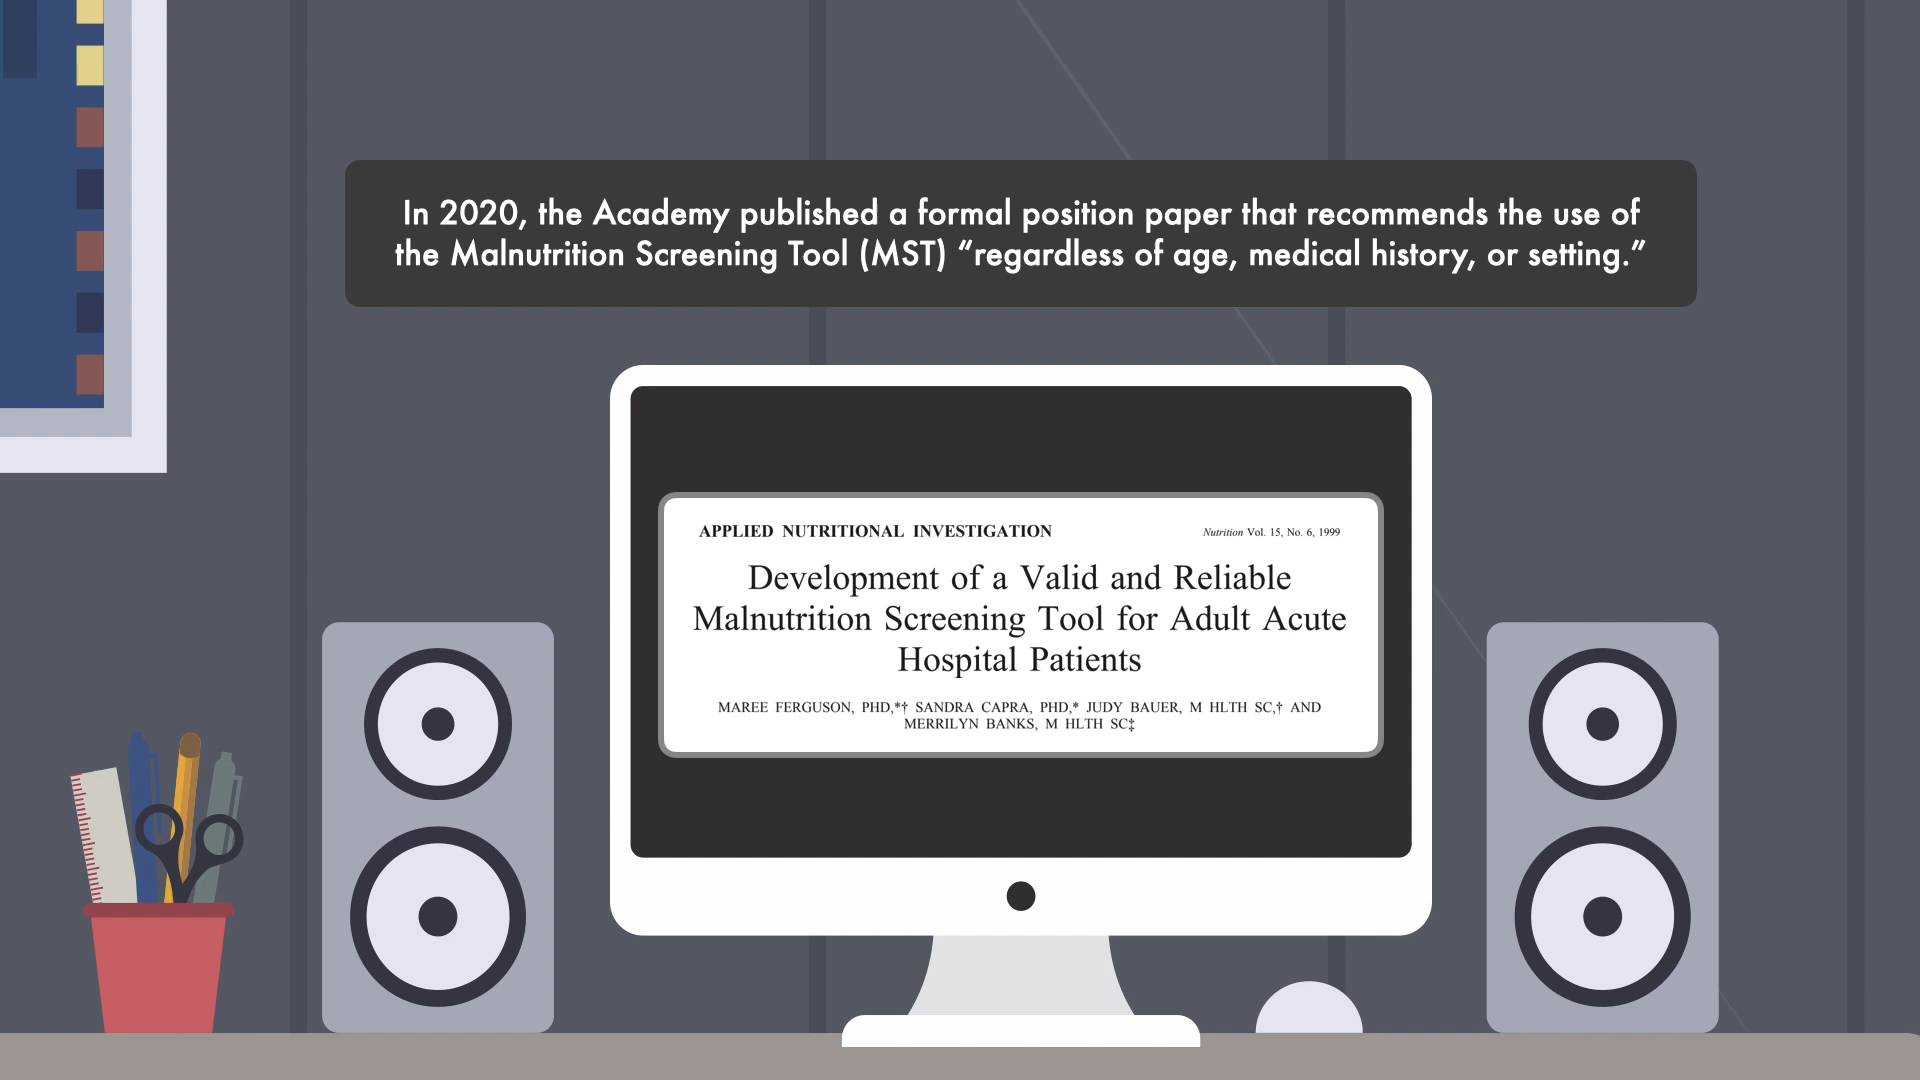 In 2020, the Academy published a formal position paper that recommends the use of
the Malnutrition Screening Tool (MST) “regardless of age, medical history, or setting.”
APPLIED NUTRITIONAL INVESTIGATION
Nutrition Vol. 15, No. 6, 1999
Development of a Valid and Reliable
Malnutrition Screening Tool for Adult Acute
Hospital Patients
MAREE FERGUSON, PHD,*† SANDRA CAPRA, PHD,* JUDY BAUER, M HLTH SC,† AND
MERRILYN BANKS, M HLTH SC‡